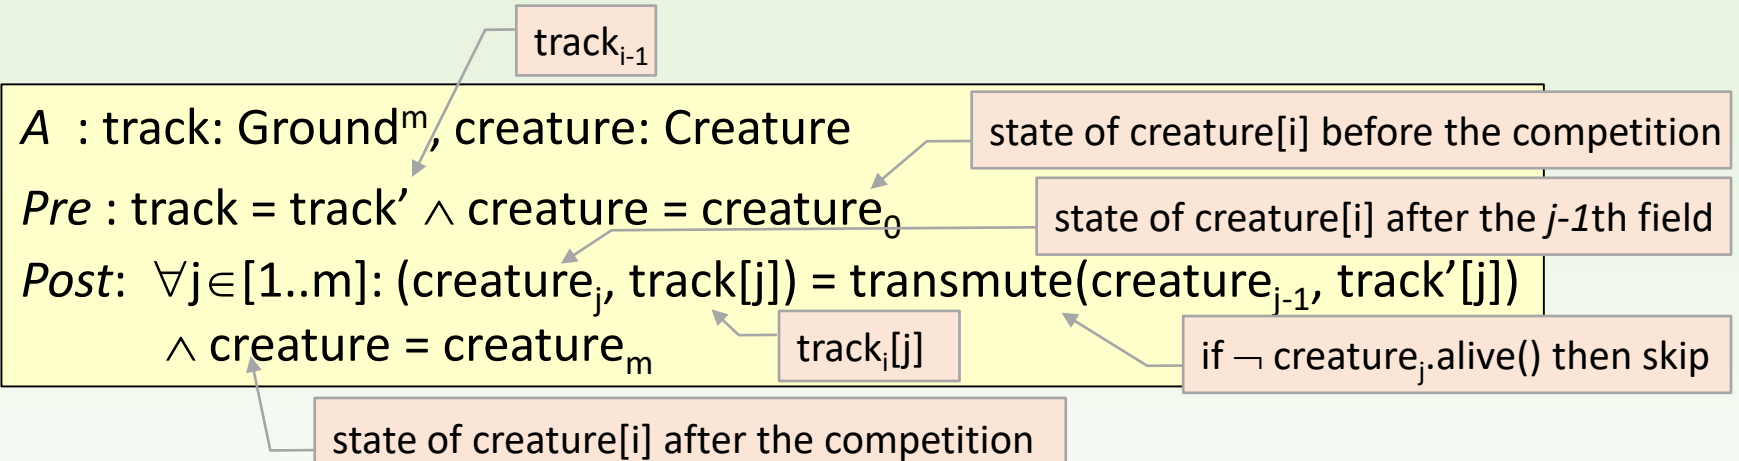 track_{i-1}
A : track: Ground^m, creature: Creature
state of creature[i] before the competition
Pre : track = track’ ∧ creature = creature_0
state of creature[i] after the j-1th field
Post: ∀j∈[1..m]: (creature_j, track[j]) = transmute(creature_{j-1}, track’[j])
∧ creature = creature_m
track_i[j]
if ¬ creature_j.alive() then skip
state of creature[i] after the competition